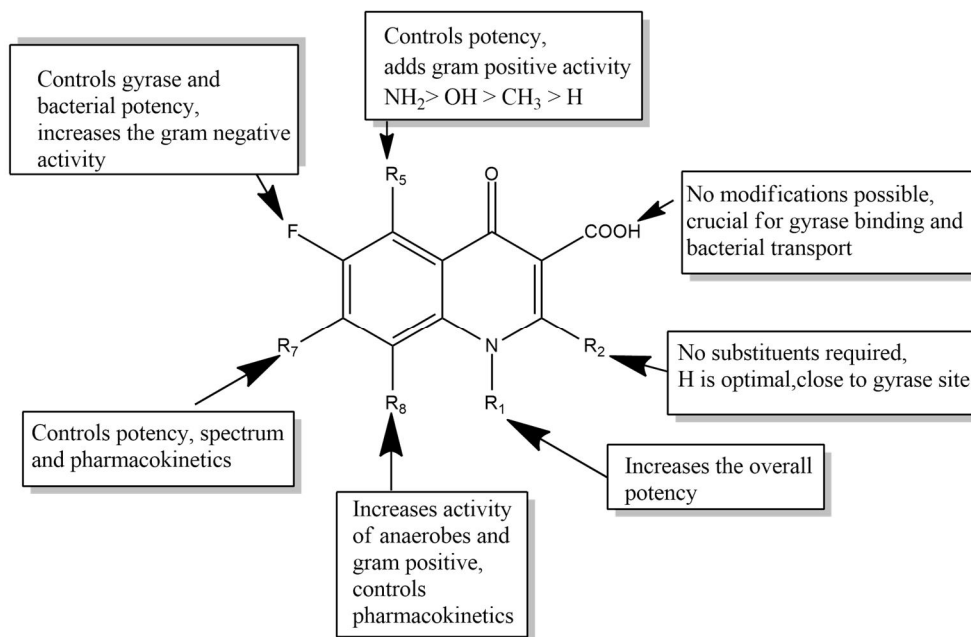 Controls potency,
adds gram positive activity
NH₂> OH > CH₃ > H
Controls gyrase and
bacterial potency,
increases the gram negative
activity
R₅
O
F
COOH
No modifications possible,
crucial for gyrase binding and
bacterial transport
R₇
N
R₂
No substituents required,
H is optimal,close to gyrase site
R₈
R₁
Controls potency, spectrum
and pharmacokinetics
Increases the overall
potency
Increases activity
of anaerobes and
gram positive,
controls
pharmacokinetics